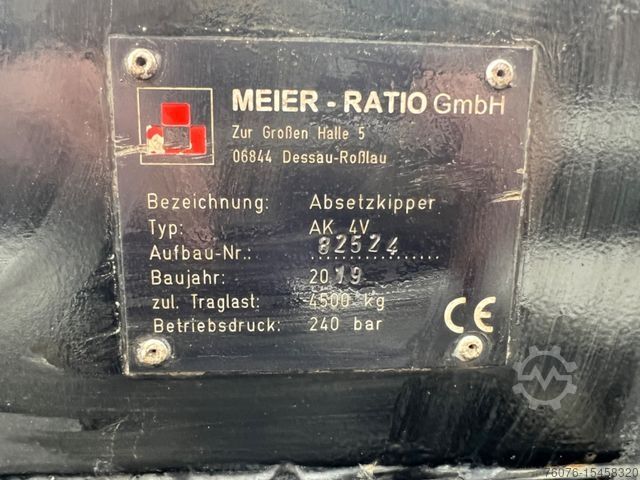 MEIER - RATIO GmbH
Zur Großen Halle 5
06844 Dessau-Roßlau
Bezeichnung: Absetzkipper
Typ: AK 4V
Aufbau-Nr.: 82524
Baujahr: 2019
zul. Traglast: 4500 kg
Betriebsdruck: 240 bar
CE
76076-15458320